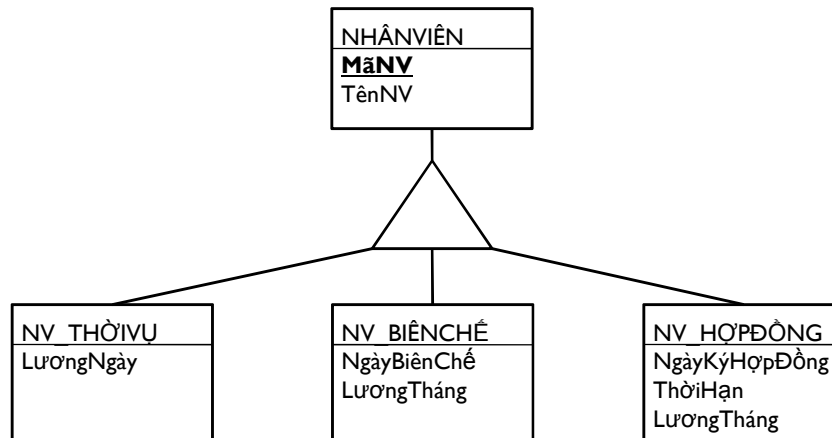 NHÂNVIÊN
MãNV
TênNV
NV_THỜIVỤ
LươngNgày
NV_BIÊNCHẾ
NgàyBiênChế
LươngTháng
NV_HỢPĐỒNG
NgàyKýHợpĐồng
ThờiHạn
LươngTháng